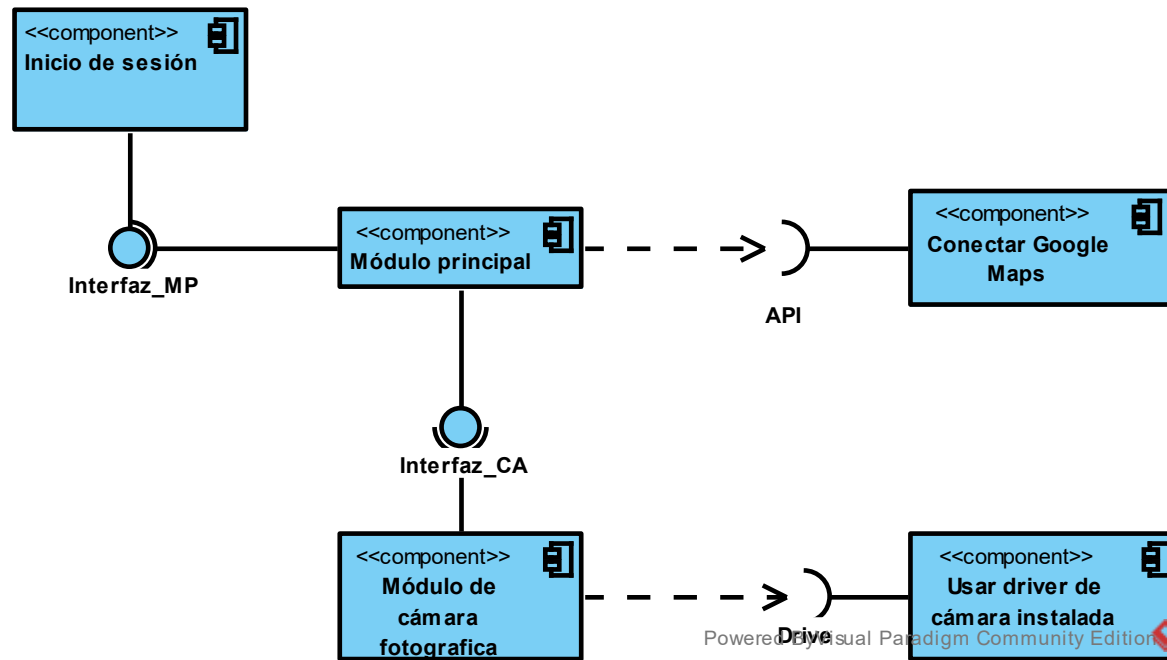 <<component>>
Inicio de sesión
Interfaz_MP
<<component>>
Módulo principal
API
<<component>>
Conectar Google
Maps
Interfaz_CA
<<component>>
Módulo de
cámara
fotografica
Drive
<<component>>
Usar driver de
cámara instalada
Powered By Visual Paradigm Community Edition